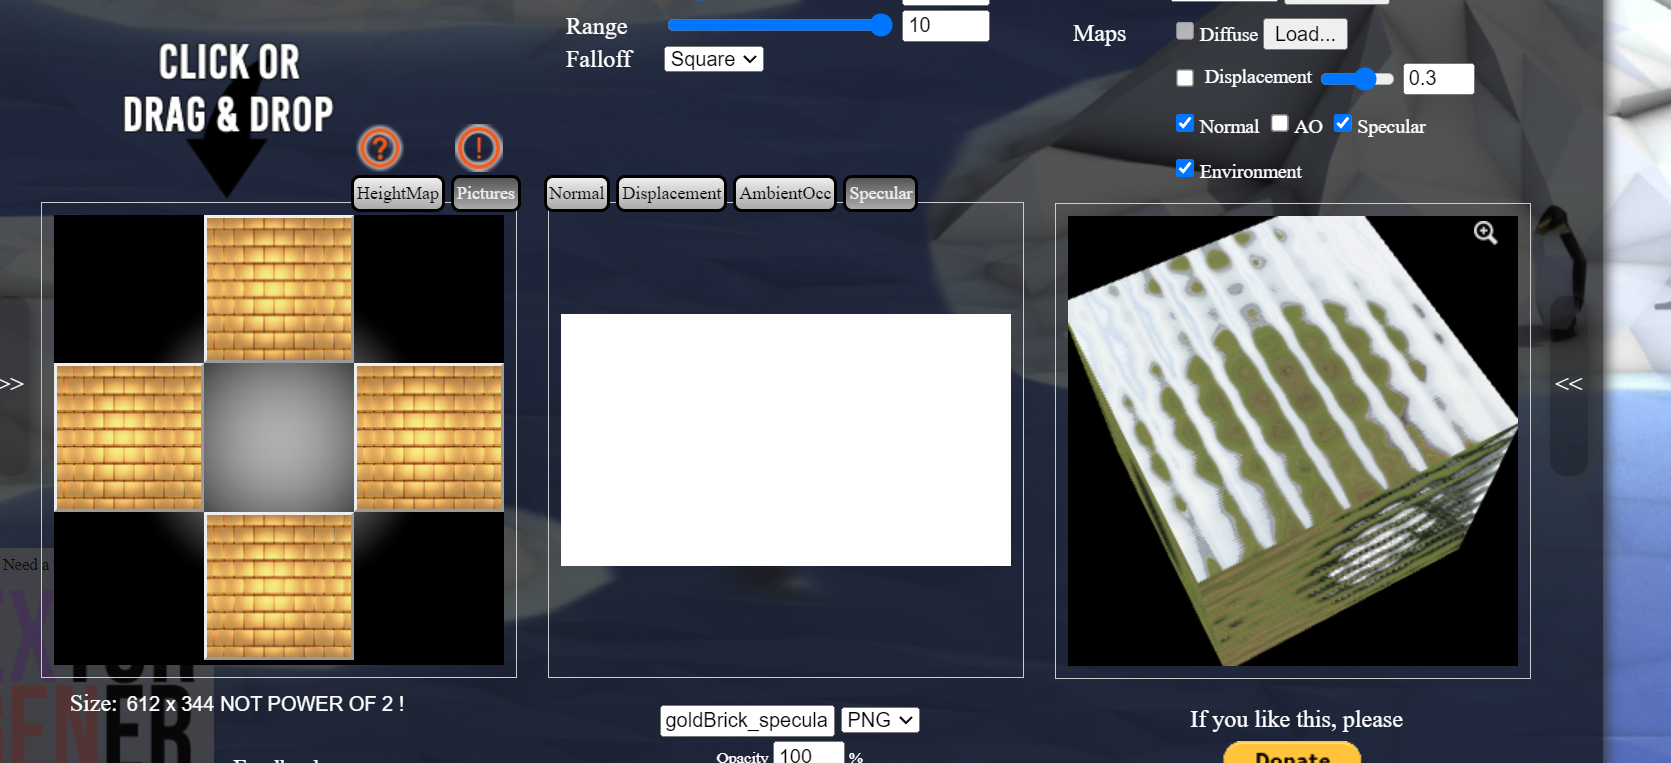 CLICK OR
DRAG & DROP
Range 10
Falloff Square
Maps Diffuse Load...
Displacement 0.3
Normal AO Specular
Environment
? !
HeightMap Pictures
Normal Displacement AmbientOcc Specular
>>
<<
Need a
Size: 612 x 344 NOT POWER OF 2 !
goldBrick_specula PNG
Opacity 100 %
If you like this, please
Donate